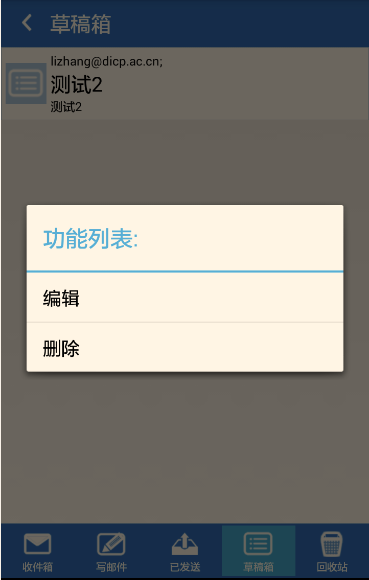 草稿箱
lizhang@dicp.ac.cn;
测试2
测试2
功能列表:
编辑
删除
收件箱 写邮件 已发送 草稿箱 回收站